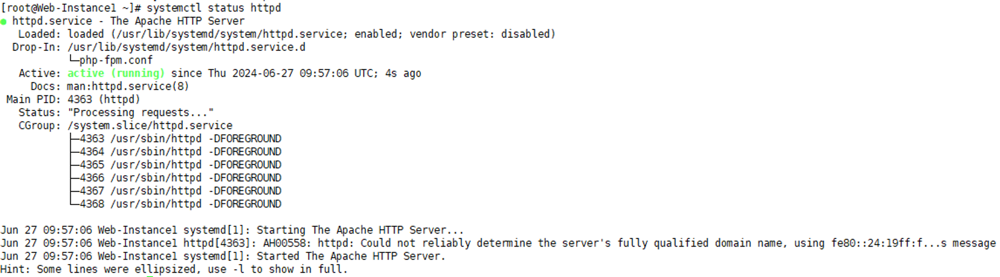 [root@Web-Instance1 ~]# systemctl status httpd
● httpd.service - The Apache HTTP Server
   Loaded: loaded (/usr/lib/systemd/system/httpd.service; enabled; vendor preset: disabled)
  Drop-In: /usr/lib/systemd/system/httpd.service.d
           └─php-fpm.conf
   Active: active (running) since Thu 2024-06-27 09:57:06 UTC; 4s ago
     Docs: man:httpd.service(8)
 Main PID: 4363 (httpd)
   Status: "Processing requests..."
   CGroup: /system.slice/httpd.service
           ├─4363 /usr/sbin/httpd -DFOREGROUND
           ├─4364 /usr/sbin/httpd -DFOREGROUND
           ├─4365 /usr/sbin/httpd -DFOREGROUND
           ├─4366 /usr/sbin/httpd -DFOREGROUND
           ├─4367 /usr/sbin/httpd -DFOREGROUND
           └─4368 /usr/sbin/httpd -DFOREGROUND

Jun 27 09:57:06 Web-Instance1 systemd[1]: Starting The Apache HTTP Server...
Jun 27 09:57:06 Web-Instance1 httpd[4363]: AH00558: httpd: Could not reliably determine the server's fully qualified domain name, using fe80::24:19ff:f...s message
Jun 27 09:57:06 Web-Instance1 systemd[1]: Started The Apache HTTP Server.
Hint: Some lines were ellipsized, use -l to show in full.